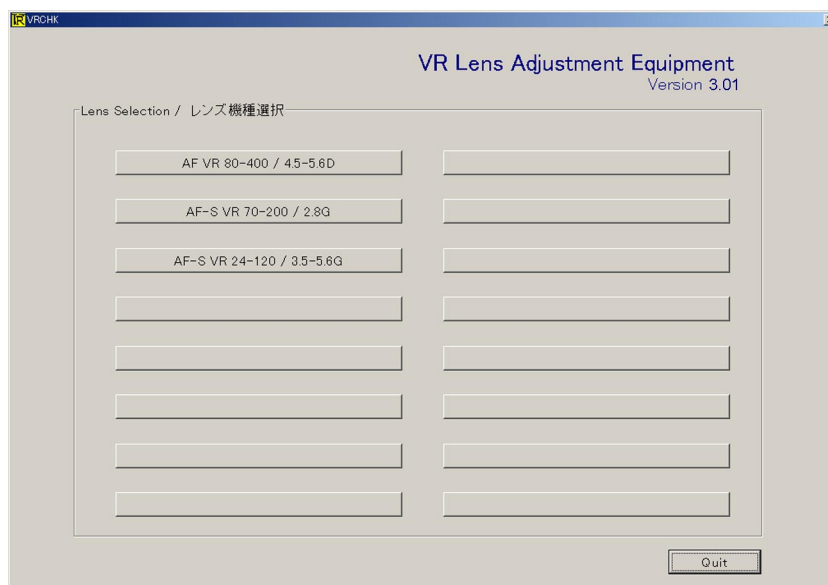 VRCHK
VR Lens Adjustment Equipment
Version 3.01
Lens Selection / レンズ機種選択
AF VR 80-400 / 4.5-5.6D
AF-S VR 70-200 / 2.8G
AF-S VR 24-120 / 3.5-5.6G
Quit